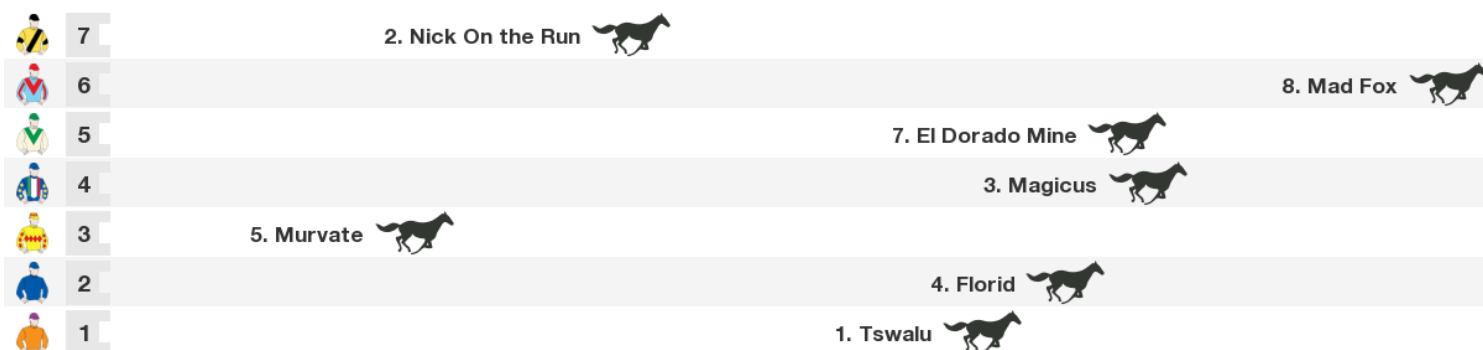 7 2. Nick On the Run
6 8. Mad Fox
5 7. El Dorado Mine
4 3. Magicus
3 5. Murvate
2 4. Florid
1 1. Tswalu